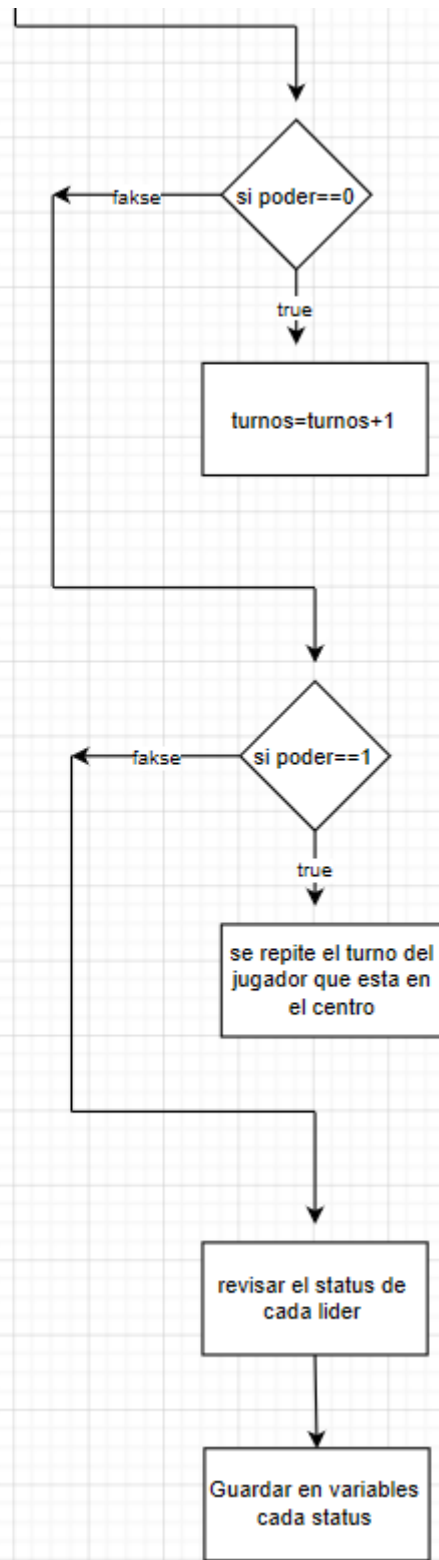 si poder==0
fakse
true
turnos=turnos+1
si poder==1
fakse
true
se repite el turno del
jugador que esta en
el centro
revisar el status de
cada lider
Guardar en variables
cada status